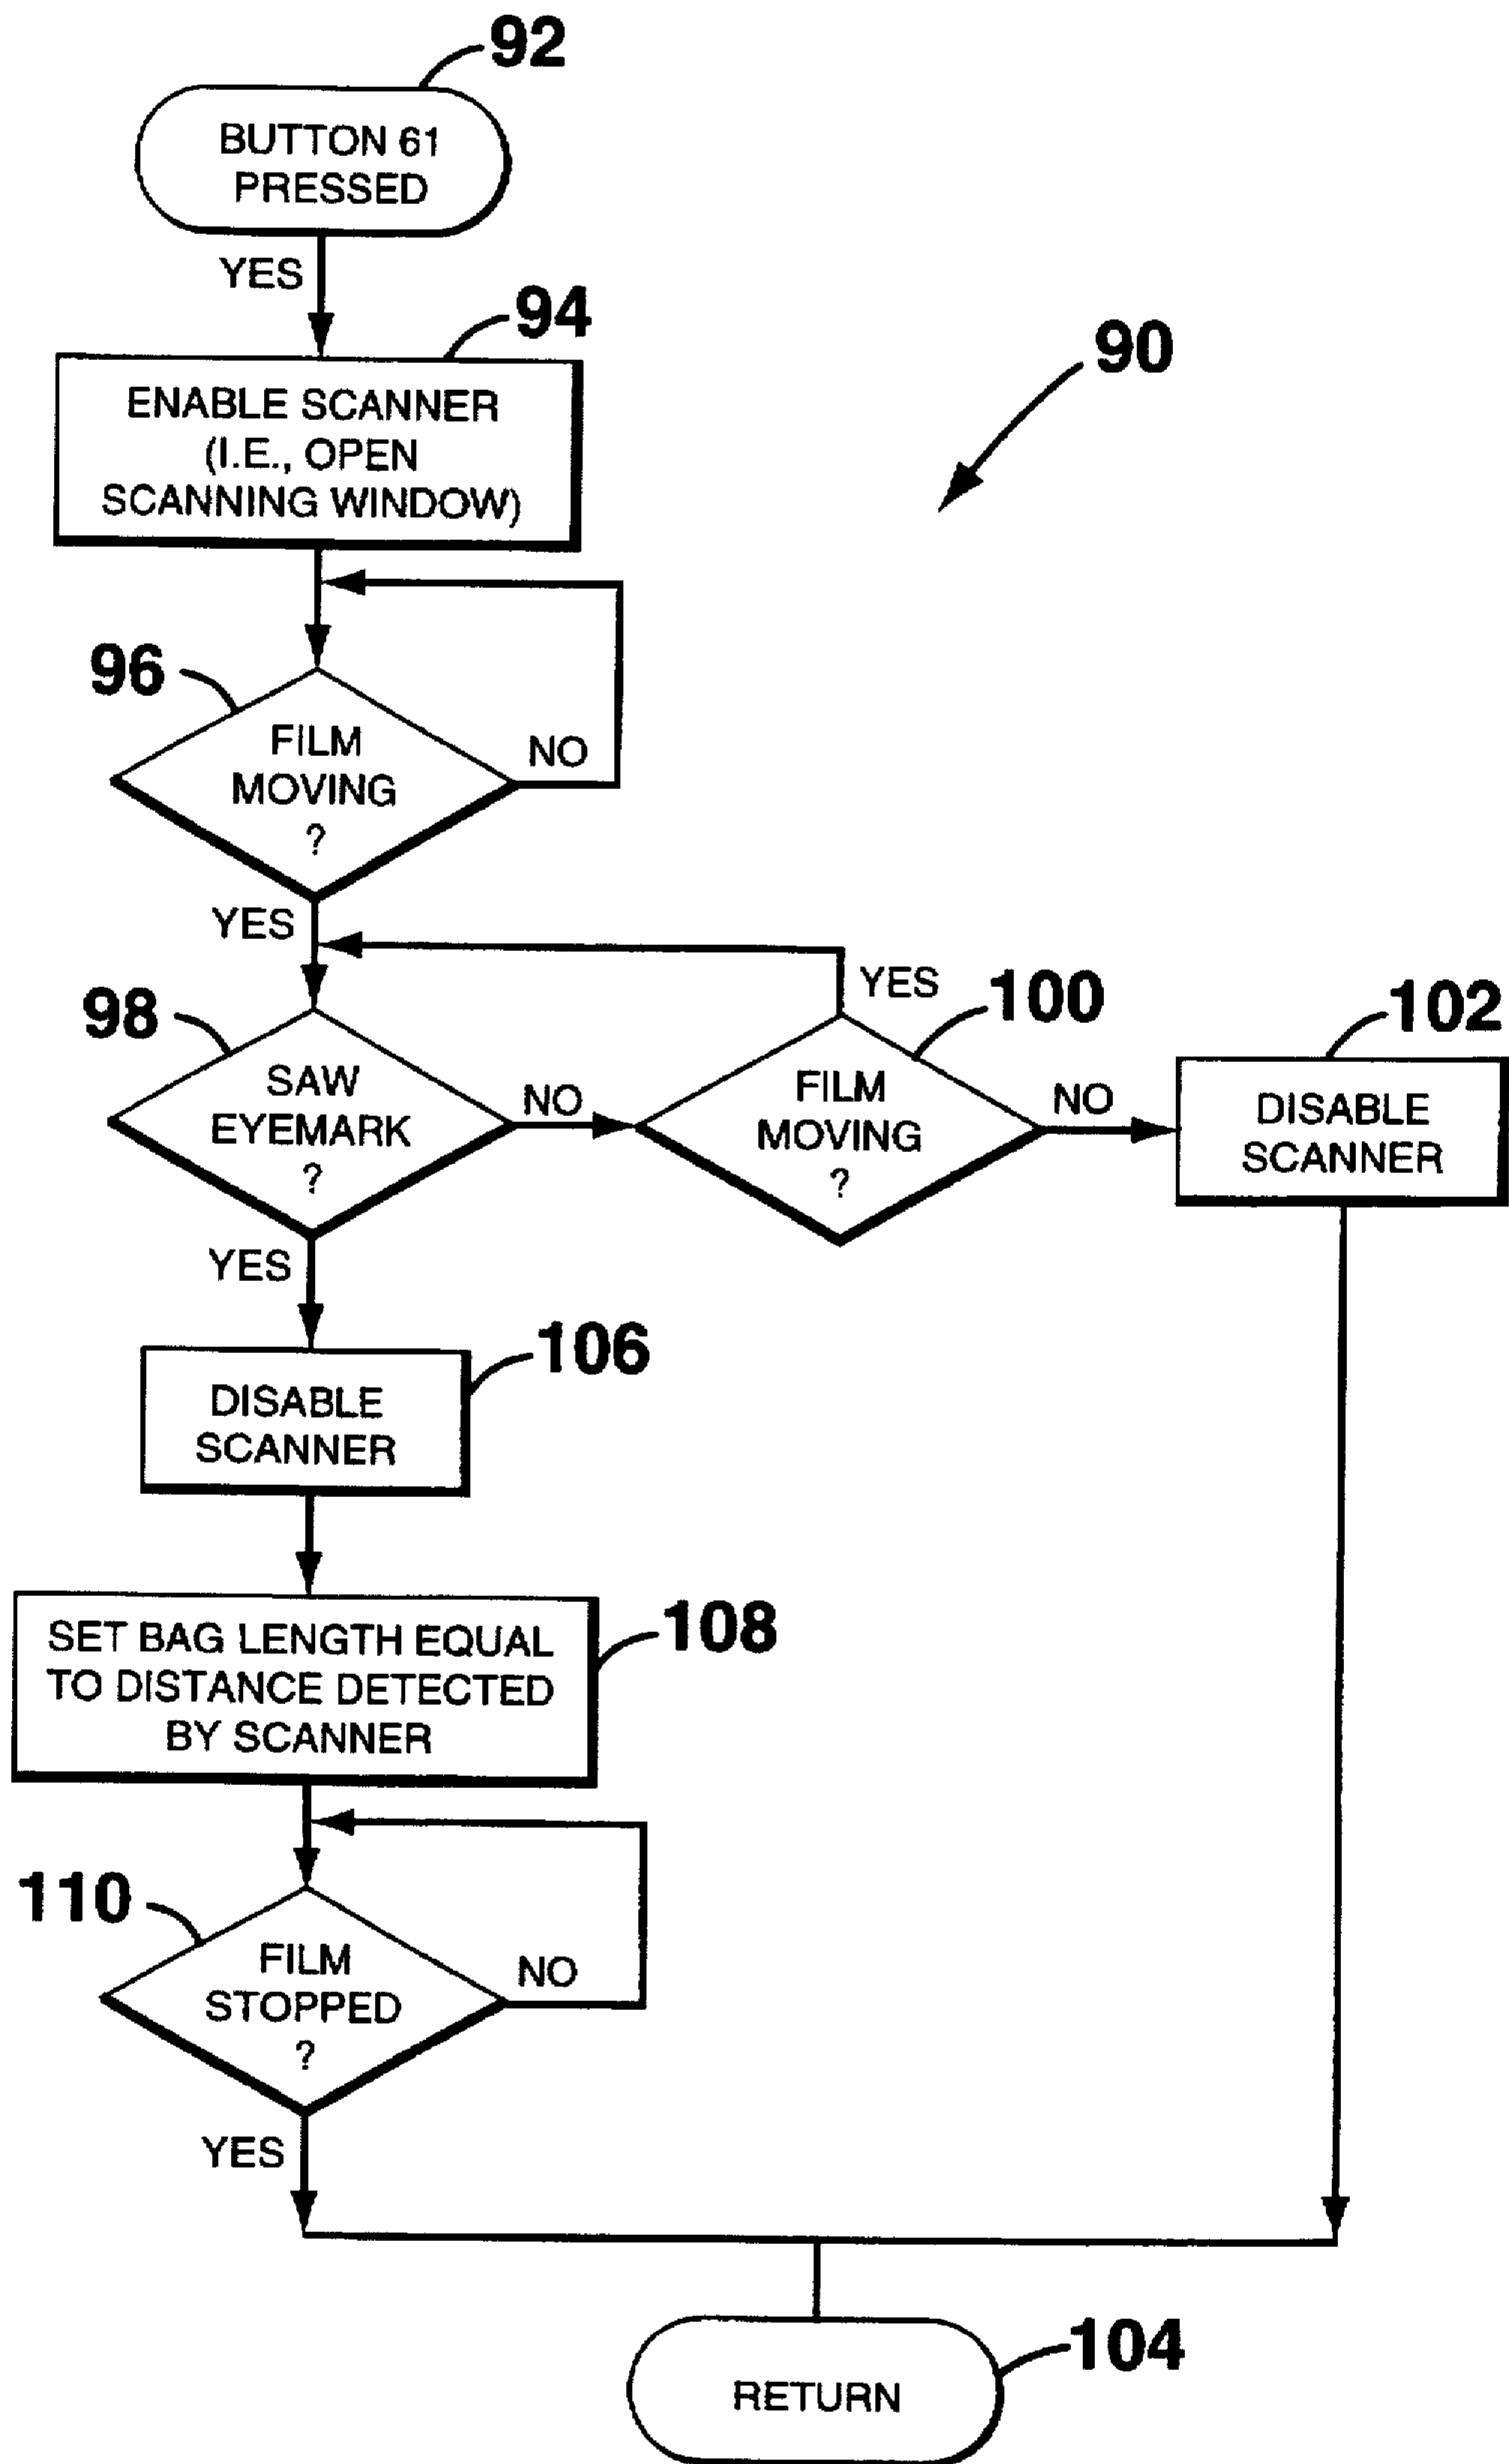 92
BUTTON 61
PRESSED
YES
94
ENABLE SCANNER
(I.E., OPEN
SCANNING WINDOW)
90
96
FILM
MOVING
?
NO
YES
98
SAW
EYEMARK
?
NO
YES
100
FILM
MOVING
?
NO
102
DISABLE
SCANNER
YES
106
DISABLE
SCANNER
108
SET BAG LENGTH EQUAL
TO DISTANCE DETECTED
BY SCANNER
110
FILM
STOPPED
?
NO
YES
104
RETURN